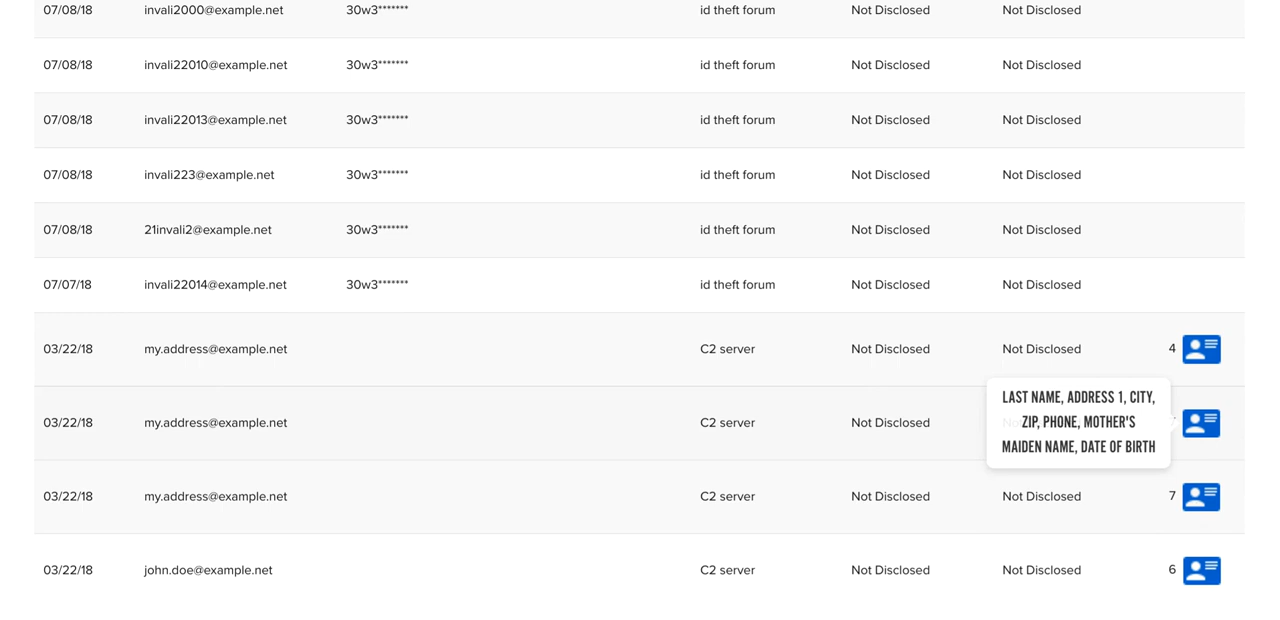 07/08/18 invali2000@example.net 30w3******* id theft forum Not Disclosed Not Disclosed
07/08/18 invali22010@example.net 30w3******* id theft forum Not Disclosed Not Disclosed
07/08/18 invali22013@example.net 30w3******* id theft forum Not Disclosed Not Disclosed
07/08/18 invali223@example.net 30w3******* id theft forum Not Disclosed Not Disclosed
07/08/18 21invali2@example.net 30w3******* id theft forum Not Disclosed Not Disclosed
07/07/18 invali22014@example.net 30w3******* id theft forum Not Disclosed Not Disclosed
03/22/18 my.address@example.net C2 server Not Disclosed Not Disclosed 4
LAST NAME, ADDRESS 1, CITY,
03/22/18 my.address@example.net C2 server Not Disclosed ZIP, PHONE, MOTHER'S
MAIDEN NAME, DATE OF BIRTH
03/22/18 my.address@example.net C2 server Not Disclosed Not Disclosed 7
03/22/18 john.doe@example.net C2 server Not Disclosed Not Disclosed 6